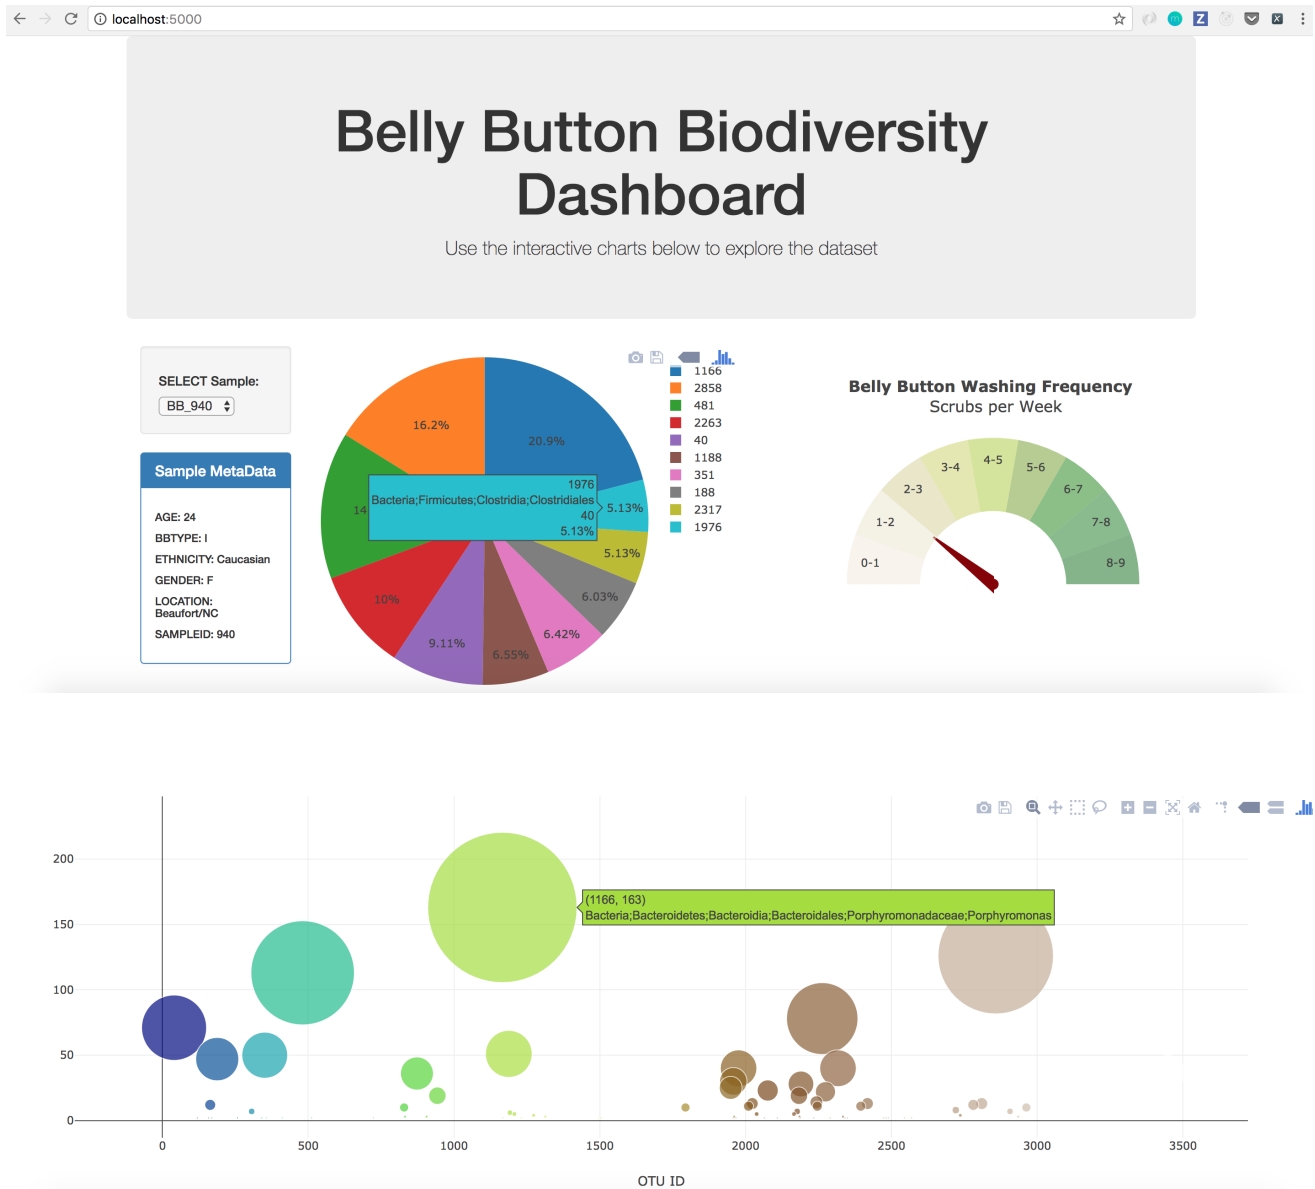 localhost:5000
Belly Button Biodiversity
Dashboard
Use the interactive charts below to explore the dataset
SELECT Sample:
BB_940
Sample MetaData
AGE: 24
BBTYPE: I
ETHNICITY: Caucasian
GENDER: F
LOCATION:
Beaufort/NC
SAMPLEID: 940
16.2%
20.9%
14
1976
Bacteria;Firmicutes;Clostridia;Clostridiales
40
5.13%
5.13%
5.13%
6.03%
6.42%
6.55%
9.11%
10%
1166
2858
481
2263
40
1188
351
188
2317
1976
Belly Button Washing Frequency
Scrubs per Week
0-1
1-2
2-3
3-4
4-5
5-6
6-7
7-8
8-9
200
150
100
50
0
(1166, 163)
Bacteria;Bacteroidetes;Bacteroidia;Bacteroidales;Porphyromonadaceae;Porphyromonas
0 500 1000 1500 2000 2500 3000 3500
OTU ID